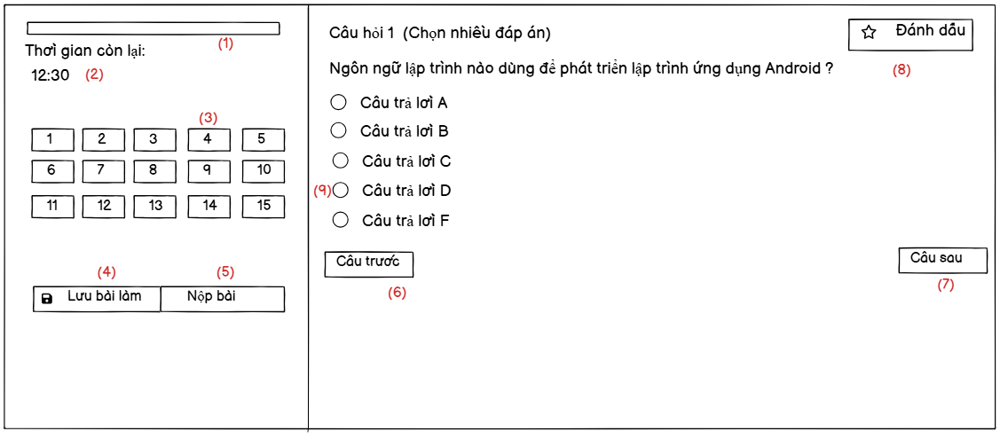 (1)
Thời gian còn lại:
12:30 (2)
(3)
1 2 3 4 5
6 7 8 9 10
11 12 13 14 15
(4) (5)
Lưu bài làm Nộp bài
Câu hỏi 1 (Chọn nhiều đáp án)
Đánh dấu
Ngôn ngữ lập trình nào dùng để phát triển lập trình ứng dụng Android ?
(8)
Câu trả lời A
Câu trả lời B
Câu trả lời C
(9) Câu trả lời D
Câu trả lời F
Câu trước Câu sau
(6) (7)